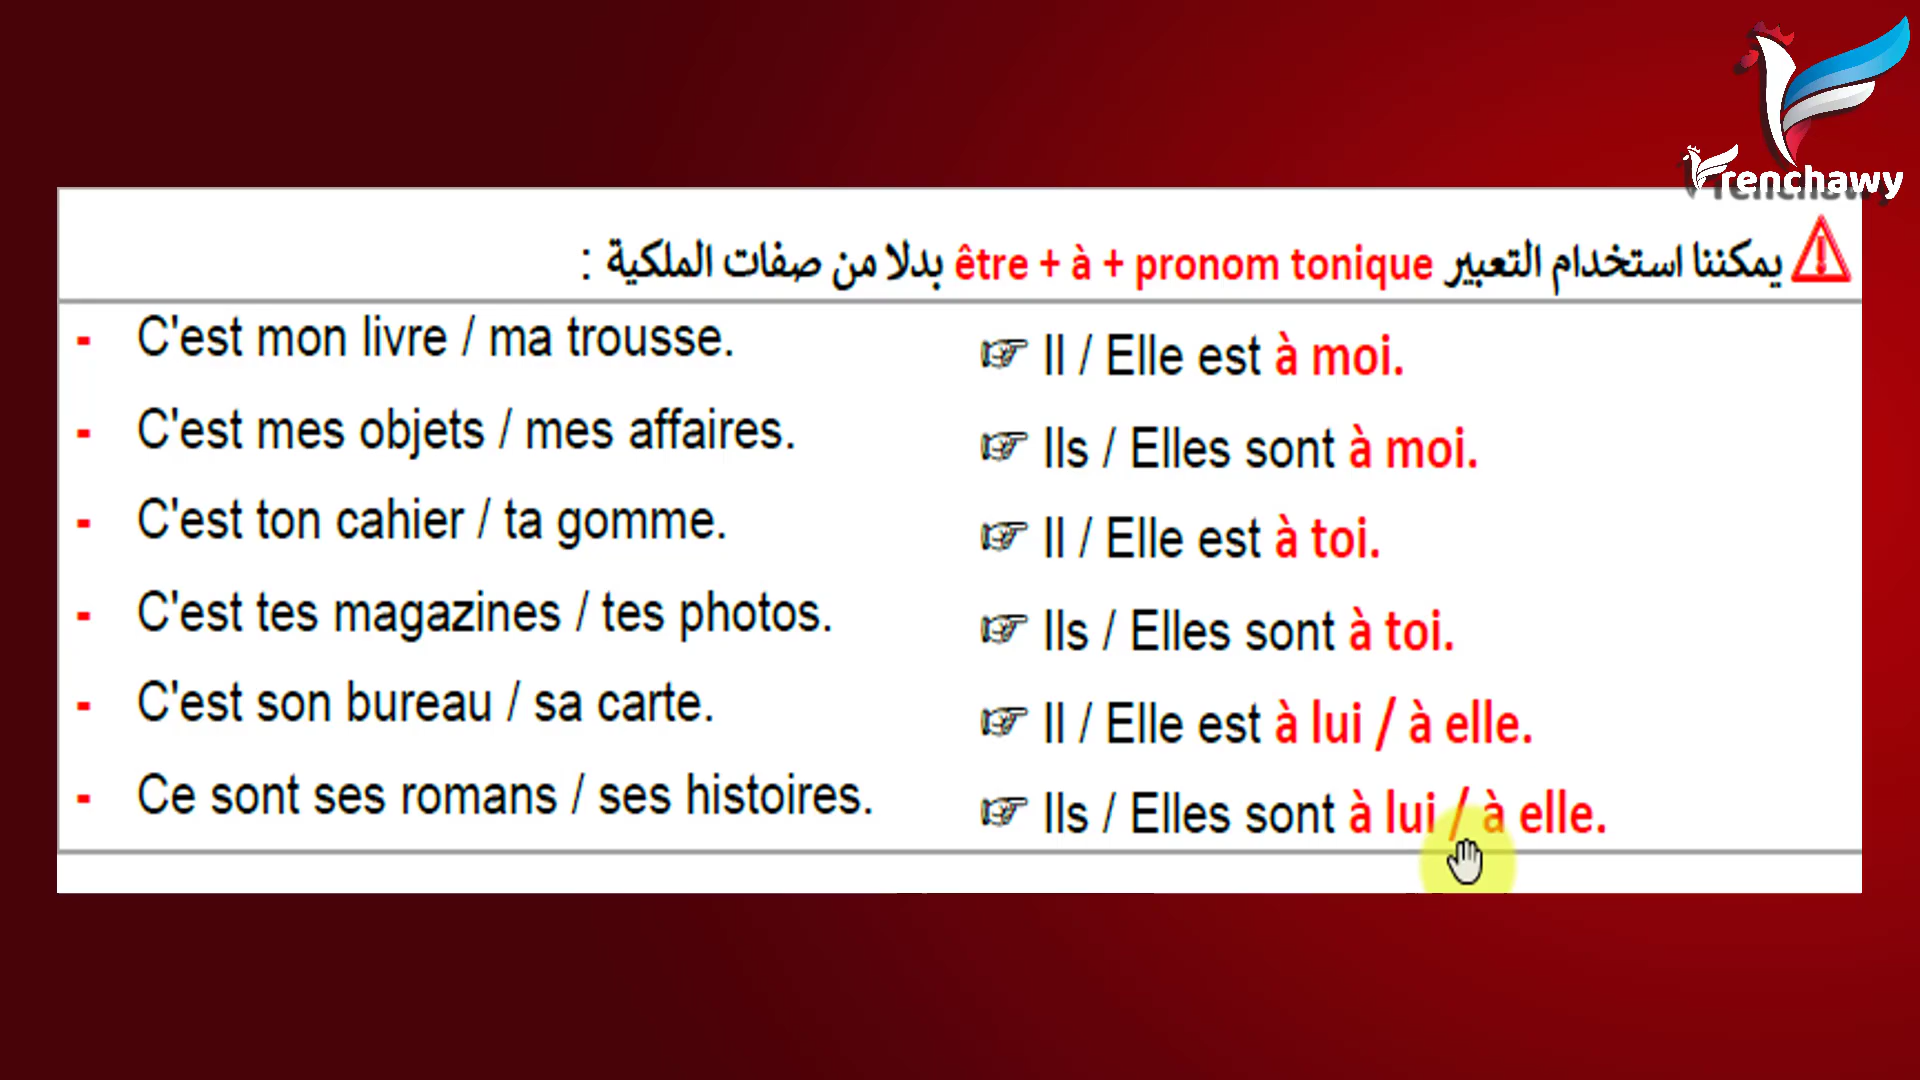 Frenchawy
يمكننا استخدام التعبير être + à + pronom tonique بدلا من صفات الملكية :
- C'est mon livre / ma trousse. ☞ Il / Elle est à moi.
- C'est mes objets / mes affaires. ☞ Ils / Elles sont à moi.
- C'est ton cahier / ta gomme. ☞ Il / Elle est à toi.
- C'est tes magazines / tes photos. ☞ Ils / Elles sont à toi.
- C'est son bureau / sa carte. ☞ Il / Elle est à lui / à elle.
- Ce sont ses romans / ses histoires. ☞ Ils / Elles sont à lui / à elle.